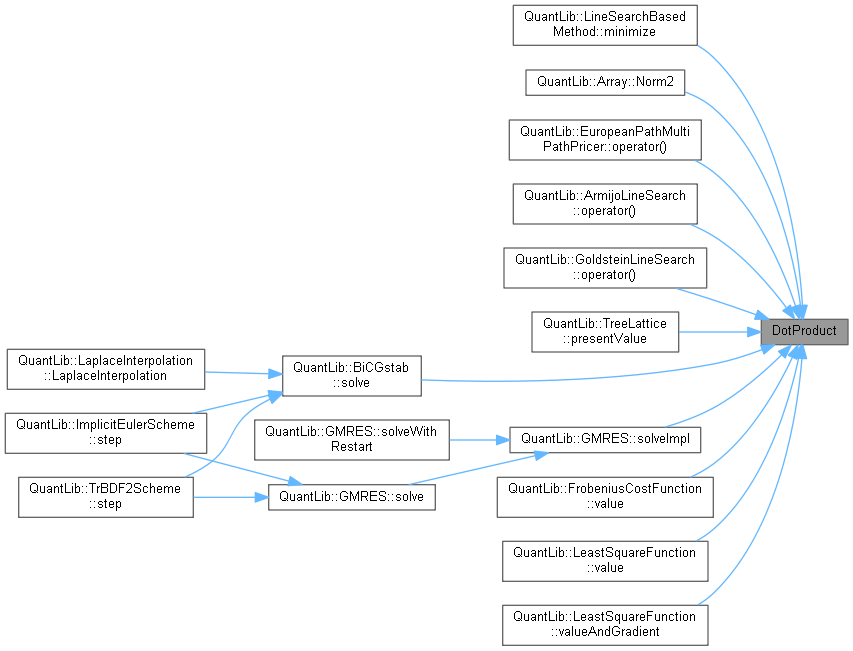 QuantLib::LineSearchBased
Method::minimize
QuantLib::Array::Norm2
QuantLib::EuropeanPathMulti
PathPricer::operator()
QuantLib::ArmijoLineSearch
::operator()
QuantLib::GoldsteinLineSearch
::operator()
QuantLib::TreeLattice
::presentValue
DotProduct
QuantLib::LaplaceInterpolation
::LaplaceInterpolation
QuantLib::BiCGstab
::solve
QuantLib::ImplicitEulerScheme
::step
QuantLib::GMRES::solveWith
Restart
QuantLib::GMRES::solveImpl
QuantLib::TrBDF2Scheme
::step
QuantLib::GMRES::solve
QuantLib::FrobeniusCostFunction
::value
QuantLib::LeastSquareFunction
::value
QuantLib::LeastSquareFunction
::valueAndGradient